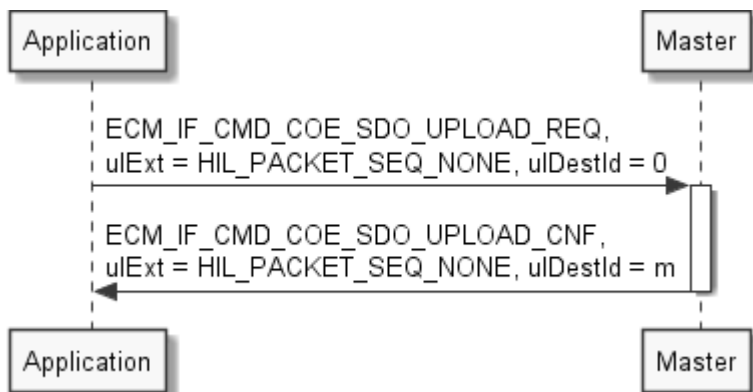 Application
Master
ECM_IF_CMD_COE_SDO_UPLOAD_REQ,
ulExt = HIL_PACKET_SEQ_NONE, ulDestId = 0
ECM_IF_CMD_COE_SDO_UPLOAD_CNF,
ulExt = HIL_PACKET_SEQ_NONE, ulDestId = m
Application
Master